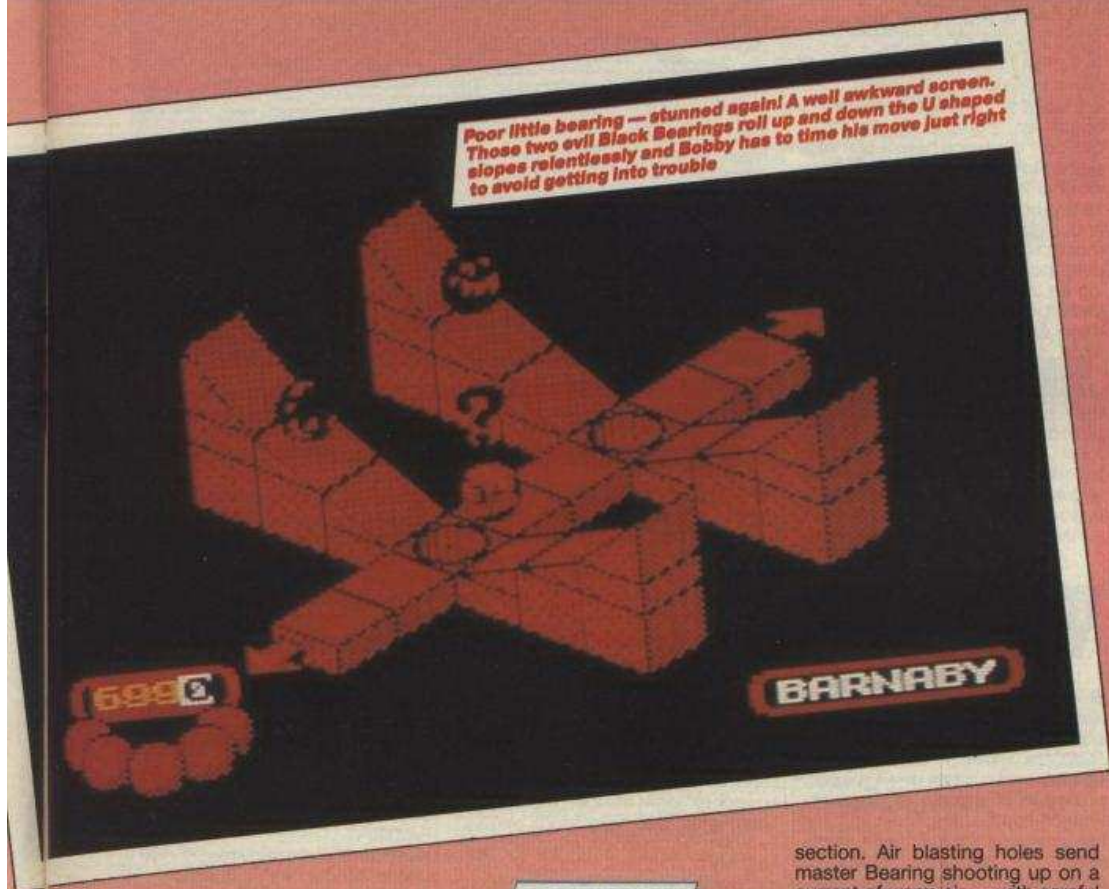 Poor little bearing — stunned again! A well awkward screen.
Those two evil Black Bearings roll up and down the U shaped
slopes relentlessly and Bobby has to time his move just right
to avoid getting into trouble
?
699
BARNABY
section. Air blasting holes send
master Bearing shooting up on a